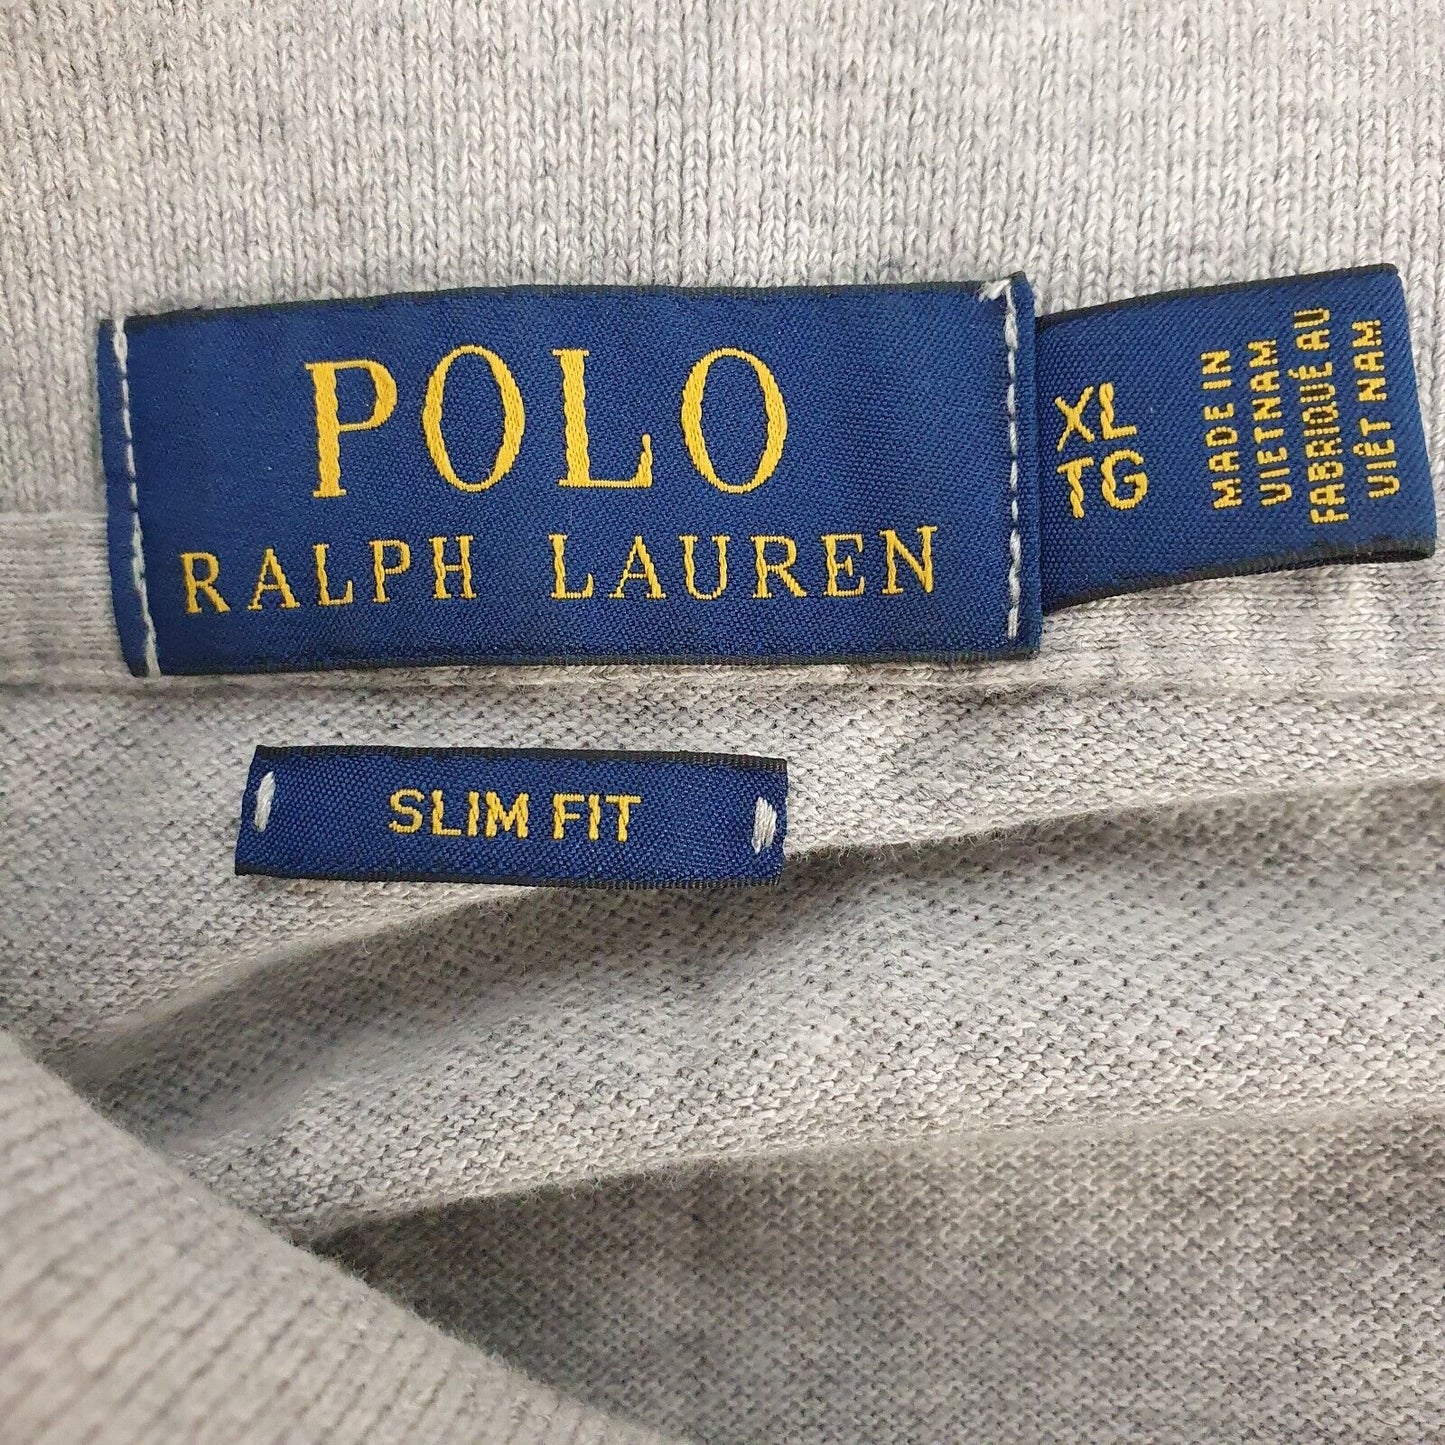 POLO
RALPH LAUREN
XL
TG
MADE IN
VIETNAM
FABRIQUÉ AU
VIÊT NAM
SLIM FIT